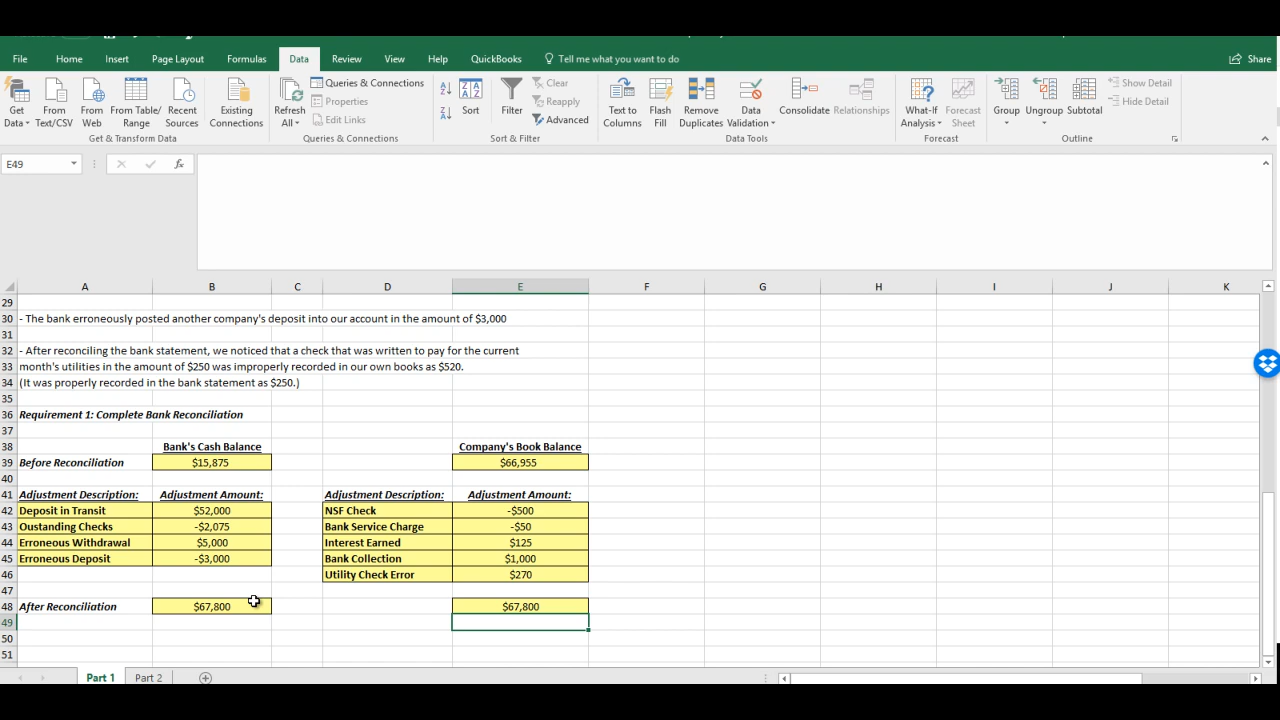 File Home Insert Page Layout Formulas Data Review View Help QuickBooks Tell me what you want to do Share
Get Data From Text/CSV From Web From Table/ Range Recent Sources Existing Connections Refresh All Queries & Connections Properties Edit Links Sort Filter Clear Reapply Advanced Text to Columns Flash Fill Remove Duplicates Data Validation Consolidate Relationships What-If Analysis Forecast Sheet Group Ungroup Subtotal Show Detail Hide Detail
Get & Transform Data Queries & Connections Sort & Filter Data Tools Forecast Outline
E49 fx
A B C D E F G H I J K
29
30 - The bank erroneously posted another company's deposit into our account in the amount of $3,000
31
32 - After reconciling the bank statement, we noticed that a check that was written to pay for the current
33 month's utilities in the amount of $250 was improperly recorded in our own books as $520.
34 (It was properly recorded in the bank statement as $250.)
35
36 Requirement 1: Complete Bank Reconciliation
37
38 Bank's Cash Balance Company's Book Balance
39 Before Reconciliation $15,875 $66,955
40
41 Adjustment Description: Adjustment Amount: Adjustment Description: Adjustment Amount:
42 Deposit in Transit $52,000 NSF Check -$500
43 Oustanding Checks -$2,075 Bank Service Charge -$50
44 Erroneous Withdrawal $5,000 Interest Earned $125
45 Erroneous Deposit -$3,000 Bank Collection $1,000
46 Utility Check Error $270
47
48 After Reconciliation $67,800 $67,800
49
50
51
Part 1 Part 2